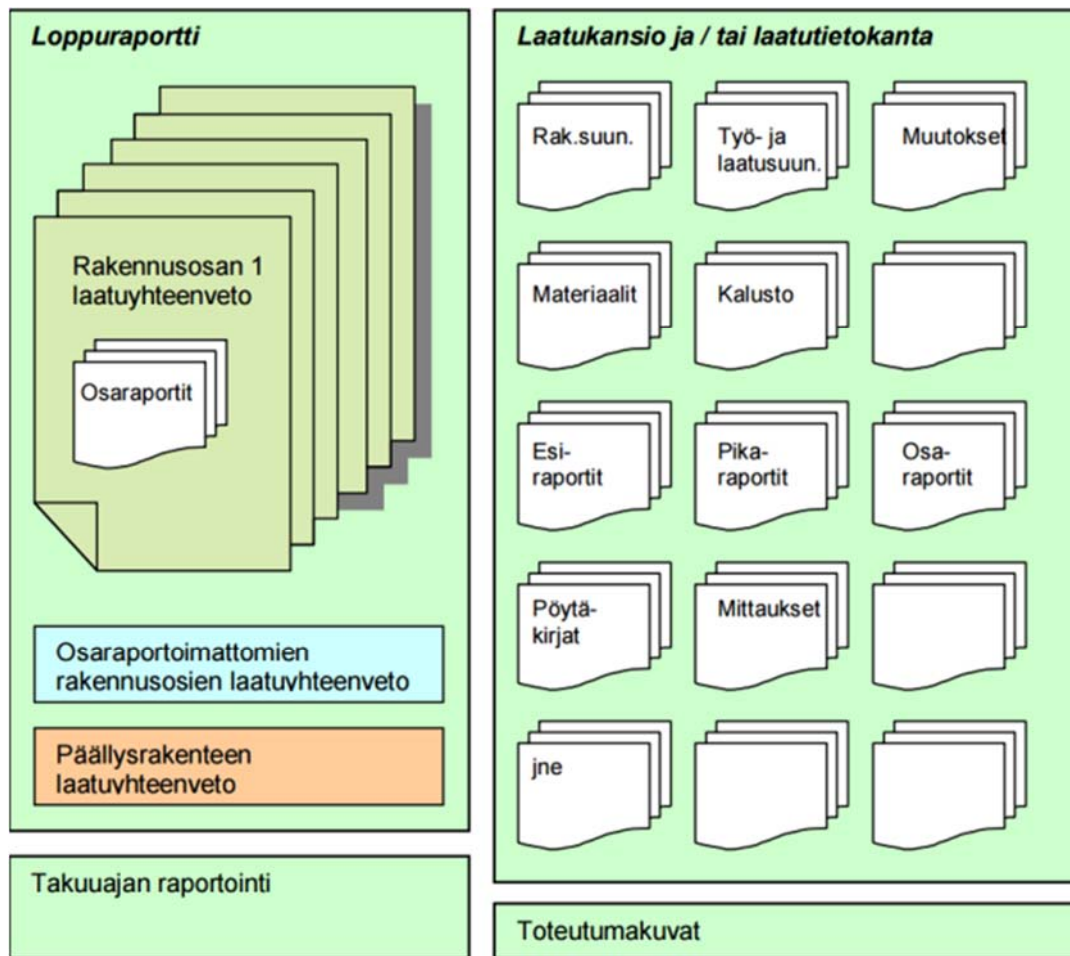 Loppuraportti
Rakennusosan 1
laatuyhteenveto
Osaraportit
Osaraportoimattomien
rakennusosien laatuyhteenveto
Päällysrakenteen
laatuyhteenveto
Takuuajan raportointi
Laatukansio ja / tai laatutietokanta
Rak.suun.
Työ- ja
laatusuun.
Muutokset
Materiaalit
Kalusto
Esi-
raportit
Pika-
raportit
Osa-
raportit
Pöytä-
kirjat
Mittaukset
jne
Toteutumakuvat